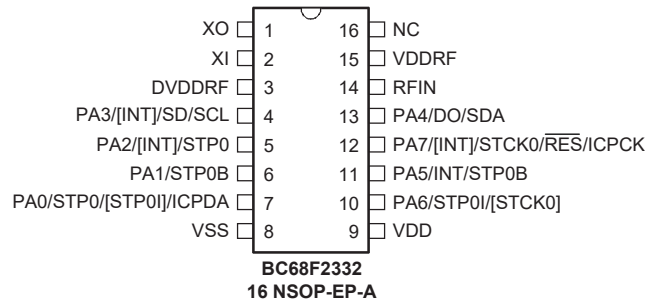 XO 1 16 NC
XI 2 15 VDDRF
DVDDRF 3 14 RFIN
PA3/[INT]/SD/SCL 4 13 PA4/DO/SDA
PA2/[INT]/STP0 5 12 PA7/[INT]/STCK0/RES/ICPCK
PA1/STP0B 6 11 PA5/INT/STP0B
PA0/STP0/[STP0I]/ICPDA 7 10 PA6/STP0I/[STCK0]
VSS 8 9 VDD
BC68F2332
16 NSOP-EP-A